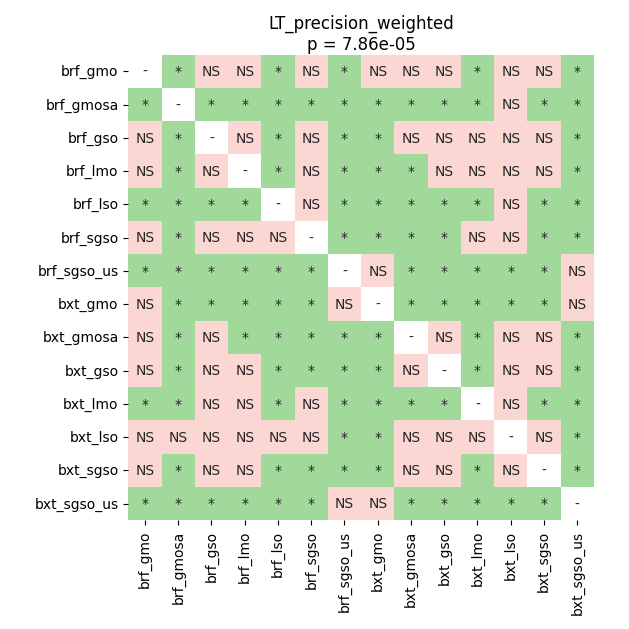 LT_precision_weighted
p = 7.86e-05
brf_gmo - * NS NS * NS * NS NS NS * NS NS *
brf_gmosa * - * * * * * * * * * NS * *
brf_gso NS * - NS * NS * * NS NS NS NS NS *
brf_lmo NS * NS - * NS * * * NS NS NS NS *
brf_lso * * * * - NS * * * * * NS * *
brf_sgso NS * NS NS NS - * * * * NS NS * *
brf_sgso_us * * * * * * - NS * * * * * NS
bxt_gmo NS * * * * * NS - * * * * * NS
bxt_gmosa NS * NS * * * * * - NS * NS NS *
bxt_gso NS * NS NS * * * * NS - * NS NS *
bxt_lmo * * NS NS * NS * * * * - NS * *
bxt_lso NS NS NS NS NS NS * * NS NS NS - NS *
bxt_sgso NS * NS NS * * * * NS NS * NS - *
bxt_sgso_us * * * * * * NS NS * * * * * -
brf_gmo
brf_gmosa
brf_gso
brf_lmo
brf_lso
brf_sgso
brf_sgso_us
bxt_gmo
bxt_gmosa
bxt_gso
bxt_lmo
bxt_lso
bxt_sgso
bxt_sgso_us